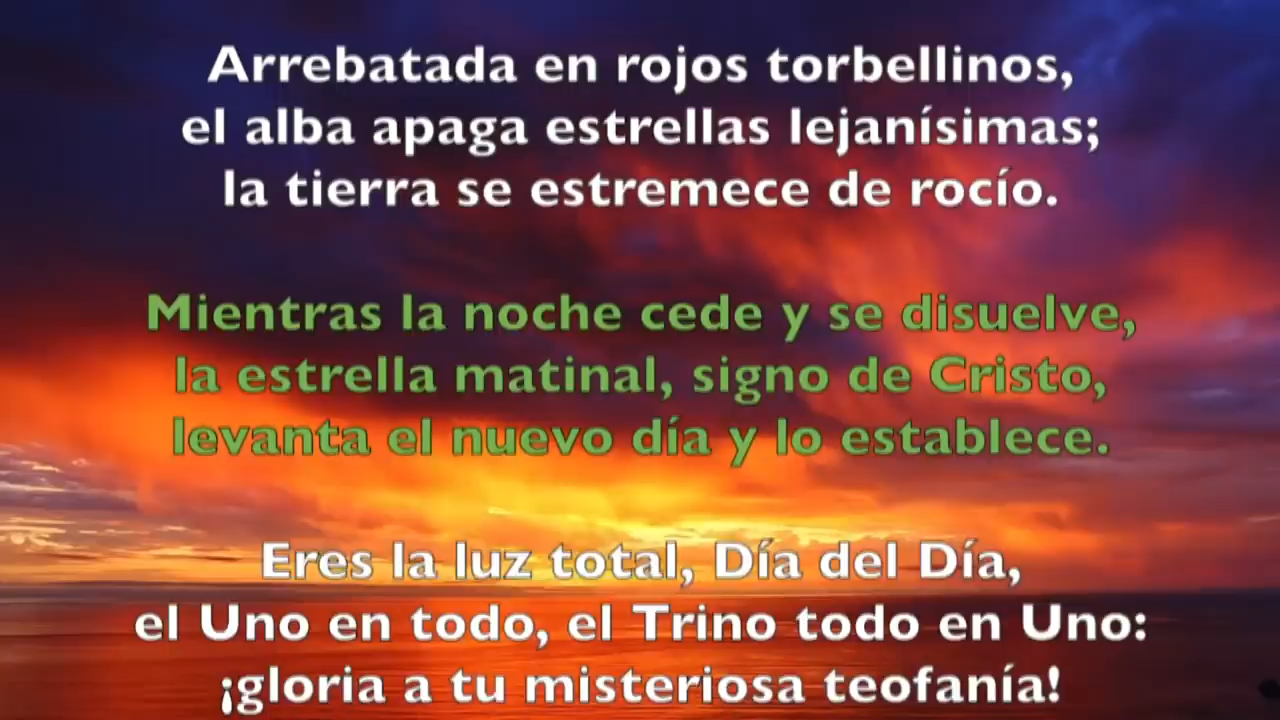 Arrebatada en rojos torbellinos,
el alba apaga estrellas lejanísimas;
la tierra se estremece de rocío.
Mientras la noche cede y se disuelve,
la estrella matinal, signo de Cristo,
levanta el nuevo día y lo establece.
Eres la luz total, Día del Día,
el Uno en todo, el Trino todo en Uno:
¡gloria a tu misteriosa teofanía!